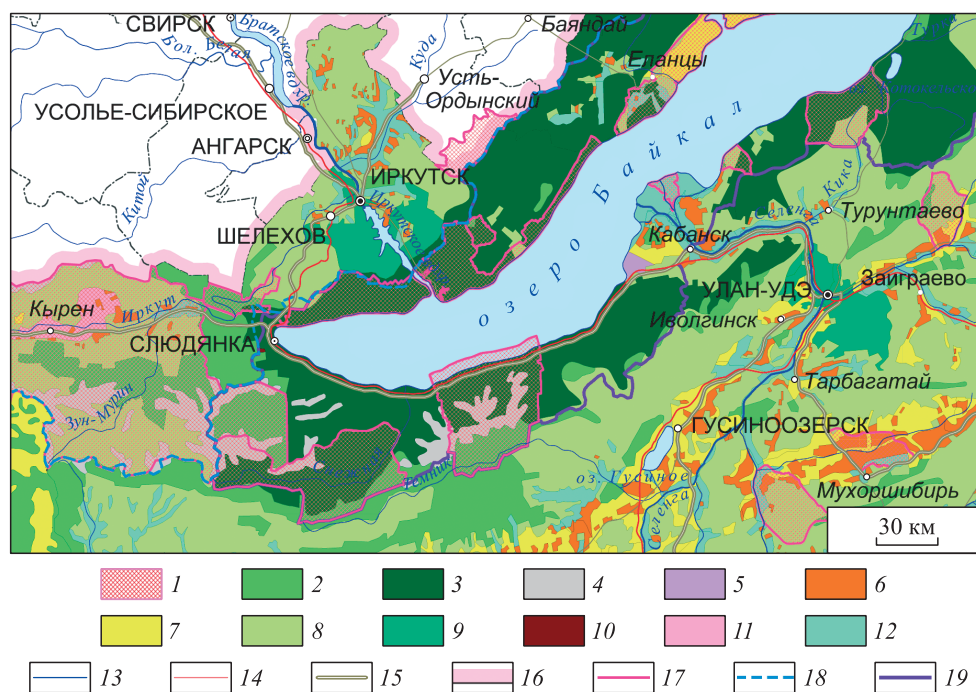 СВИРСК
Братское вдхр.
Бол. Белая
Куда
Баяндай
Еланцы
Усть-
Ордынский
УСОЛЬЕ-СИБИРСКОЕ
АНГАРСК
Китой
ИРКУТСК
ШЕЛЕХОВ
озеро Байкал
Кика
Турунтаево
Селенга
Кабанск
Заиграево
УЛАН-УДЭ
Иволгинск
Кырен
Иркут
СЛЮДЯНКА
Тарбагатай
Зун-Мурин
ГУСИНООЗЕРСК
Темник
оз. Гусиное
Мухоршибирь
Селенга
30 км
1 2 3 4 5 6
7 8 9 10 11 12
13 14 15 16 17 18 19